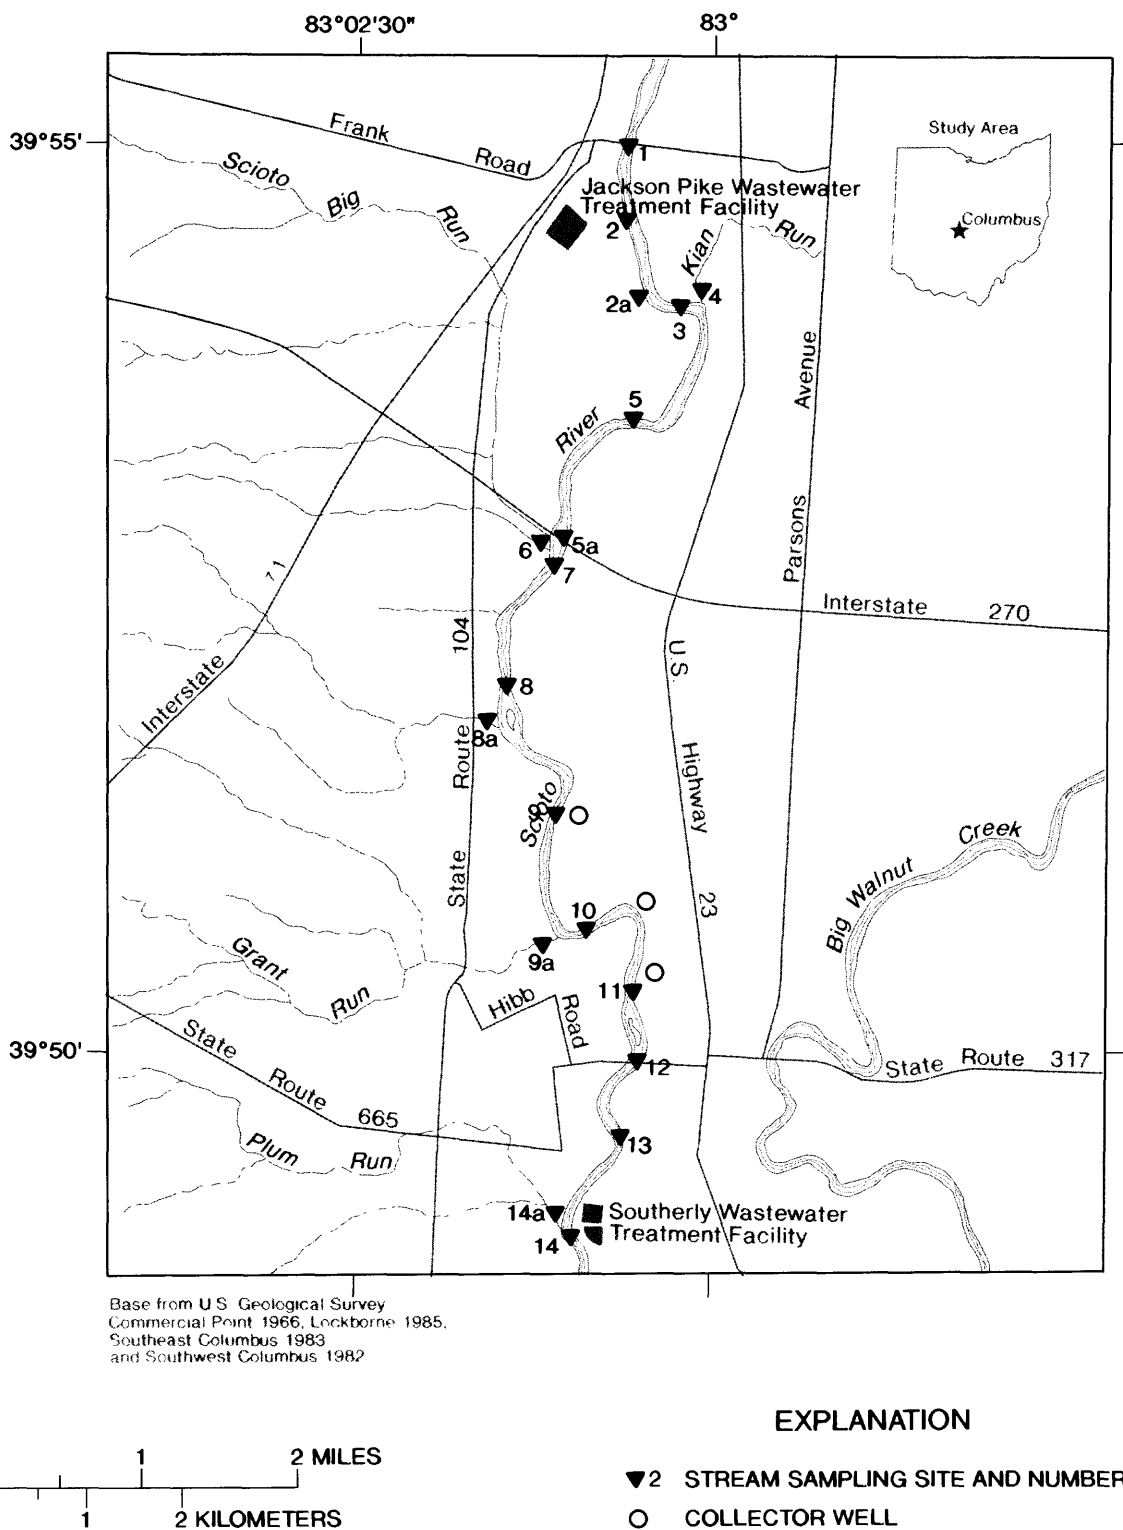 83°02'30" 83°
39°55'
Frank
Road
1
Study Area
Columbus
Scioto
Big
Run
Jackson Pike Wastewater
Treatment Facility
2
Kian
Run
2a
4
3
Parsons
Avenue
5
River
6
5a
7
Interstate 270
Interstate
71
State
Route
104
U.S.
Highway
23
8
8a
9
Scioto
Big Walnut
Creek
10
9a
Grant
Run
11
Hibb
Road
39°50'
12
State Route 317
State
Route
665
13
Plum
Run
14a
Southerly Wastewater
14
Treatment Facility
Base from U S Geological Survey
Commercial Point 1966, Lockborne 1985,
Southeast Columbus 1983
and Southwest Columbus 1982
EXPLANATION
1 2 MILES
1 2 KILOMETERS
2 STREAM SAMPLING SITE AND NUMBER
COLLECTOR WELL